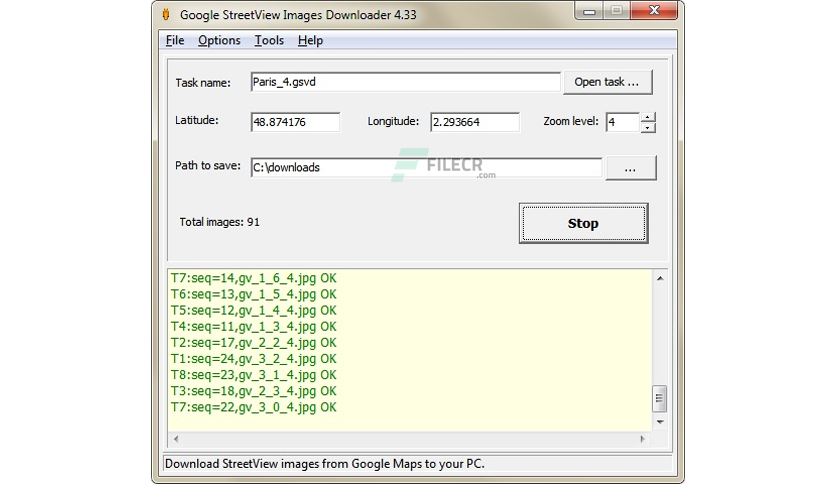 Google StreetView Images Downloader 4.33
File Options Tools Help
Task name: Paris_4.gsvd Open task ...
Latitude: 48.874176 Longitude: 2.293664 Zoom level: 4
Path to save: C:\downloads ...
FILECR
.com
Total images: 91 Stop
T7:seq=14,gv_1_6_4.jpg OK
T6:seq=13,gv_1_5_4.jpg OK
T5:seq=12,gv_1_4_4.jpg OK
T4:seq=11,gv_1_3_4.jpg OK
T2:seq=17,gv_2_2_4.jpg OK
T1:seq=24,gv_3_2_4.jpg OK
T8:seq=23,gv_3_1_4.jpg OK
T3:seq=18,gv_2_3_4.jpg OK
T7:seq=22,gv_3_0_4.jpg OK
Download StreetView images from Google Maps to your PC.